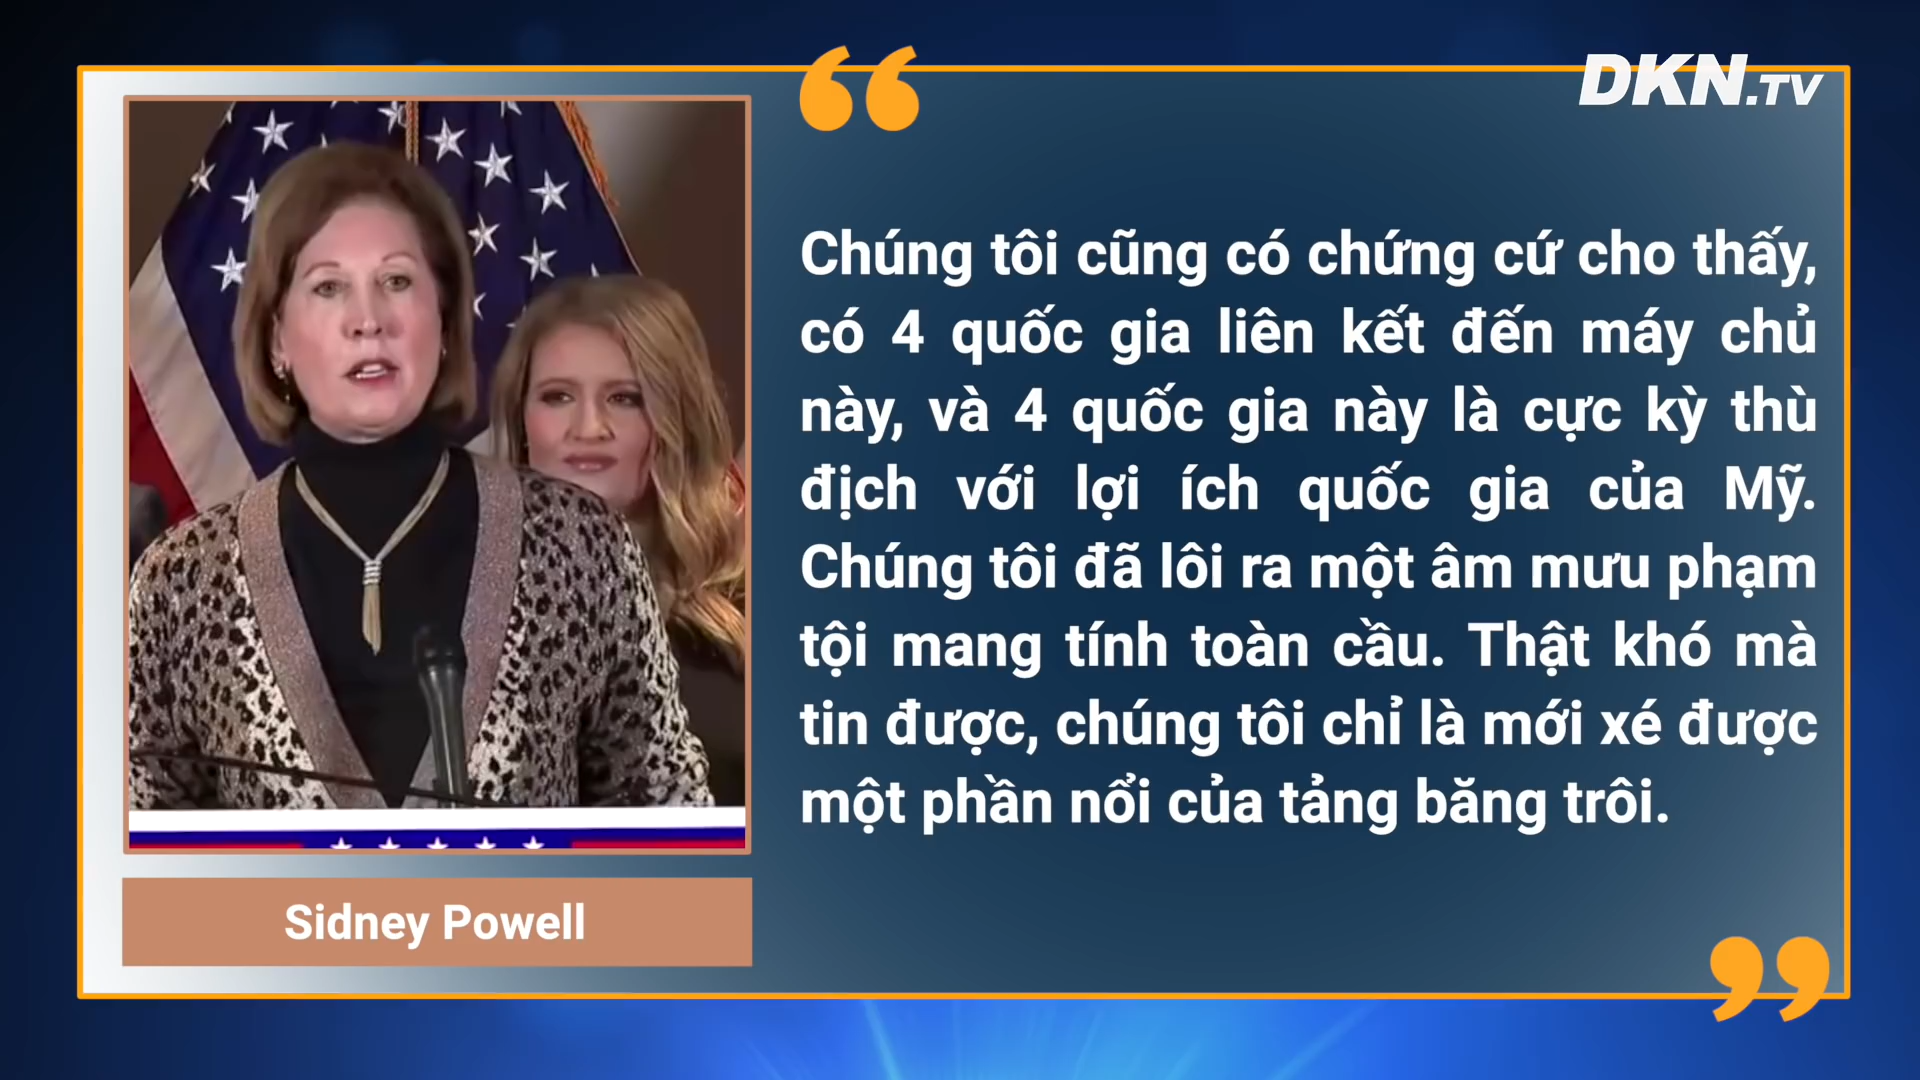 DKN.TV
Chúng tôi cũng có chứng cứ cho thấy,
có 4 quốc gia liên kết đến máy chủ
này, và 4 quốc gia này là cực kỳ thù
địch với lợi ích quốc gia của Mỹ.
Chúng tôi đã lôi ra một âm mưu phạm
tội mang tính toàn cầu. Thật khó mà
tin được, chúng tôi chỉ là mới xé được
một phần nổi của tảng băng trôi.
Sidney Powell